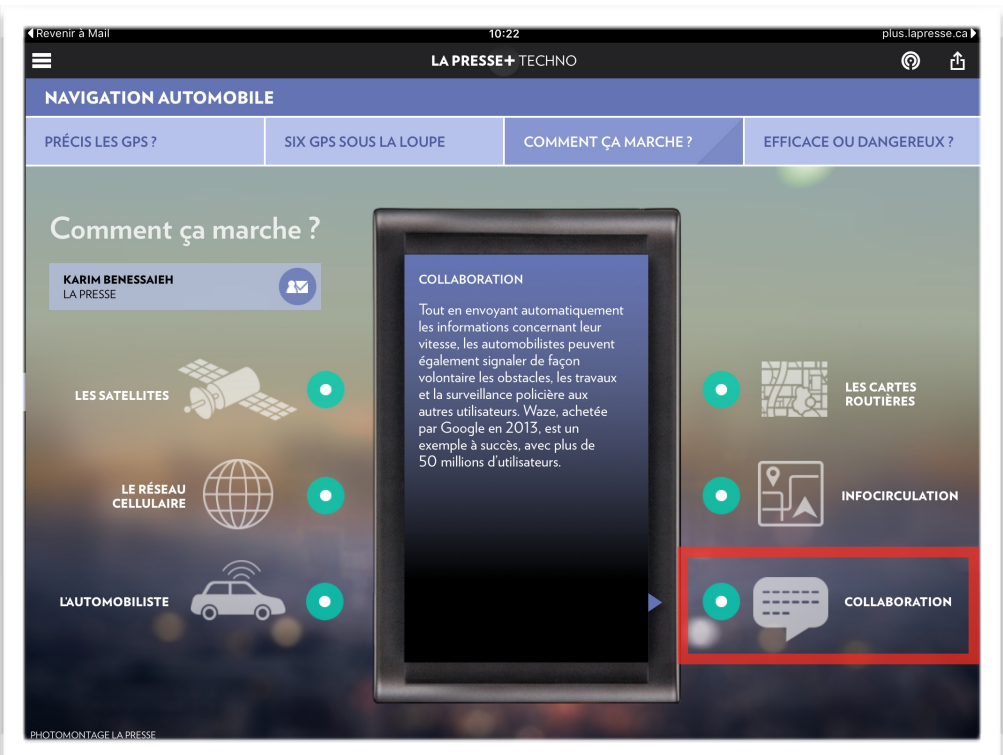 Revenir à Mail
10:22
plus.lapresse.ca
LA PRESSE+ TECHNO
NAVIGATION AUTOMOBILE
PRÉCIS LES GPS ?
SIX GPS SOUS LA LOUPE
COMMENT ÇA MARCHE ?
EFFICACE OU DANGEREUX ?
Comment ça marche ?
KARIM BENESSAIEH
LA PRESSE
LES SATELLITES
LE RÉSEAU
CELLULAIRE
L'AUTOMOBILISTE
COLLABORATION
Tout en envoyant automatiquement
les informations concernant leur
vitesse, les automobilistes peuvent
également signaler de façon
volontaire les obstacles, les travaux
et la surveillance policière aux
autres utilisateurs. Waze, achetée
par Google en 2013, est un
exemple à succès, avec plus de
50 millions d'utilisateurs.
LES CARTES
ROUTIÈRES
INFOCIRCULATION
COLLABORATION
PHOTOMONTAGE LA PRESSE